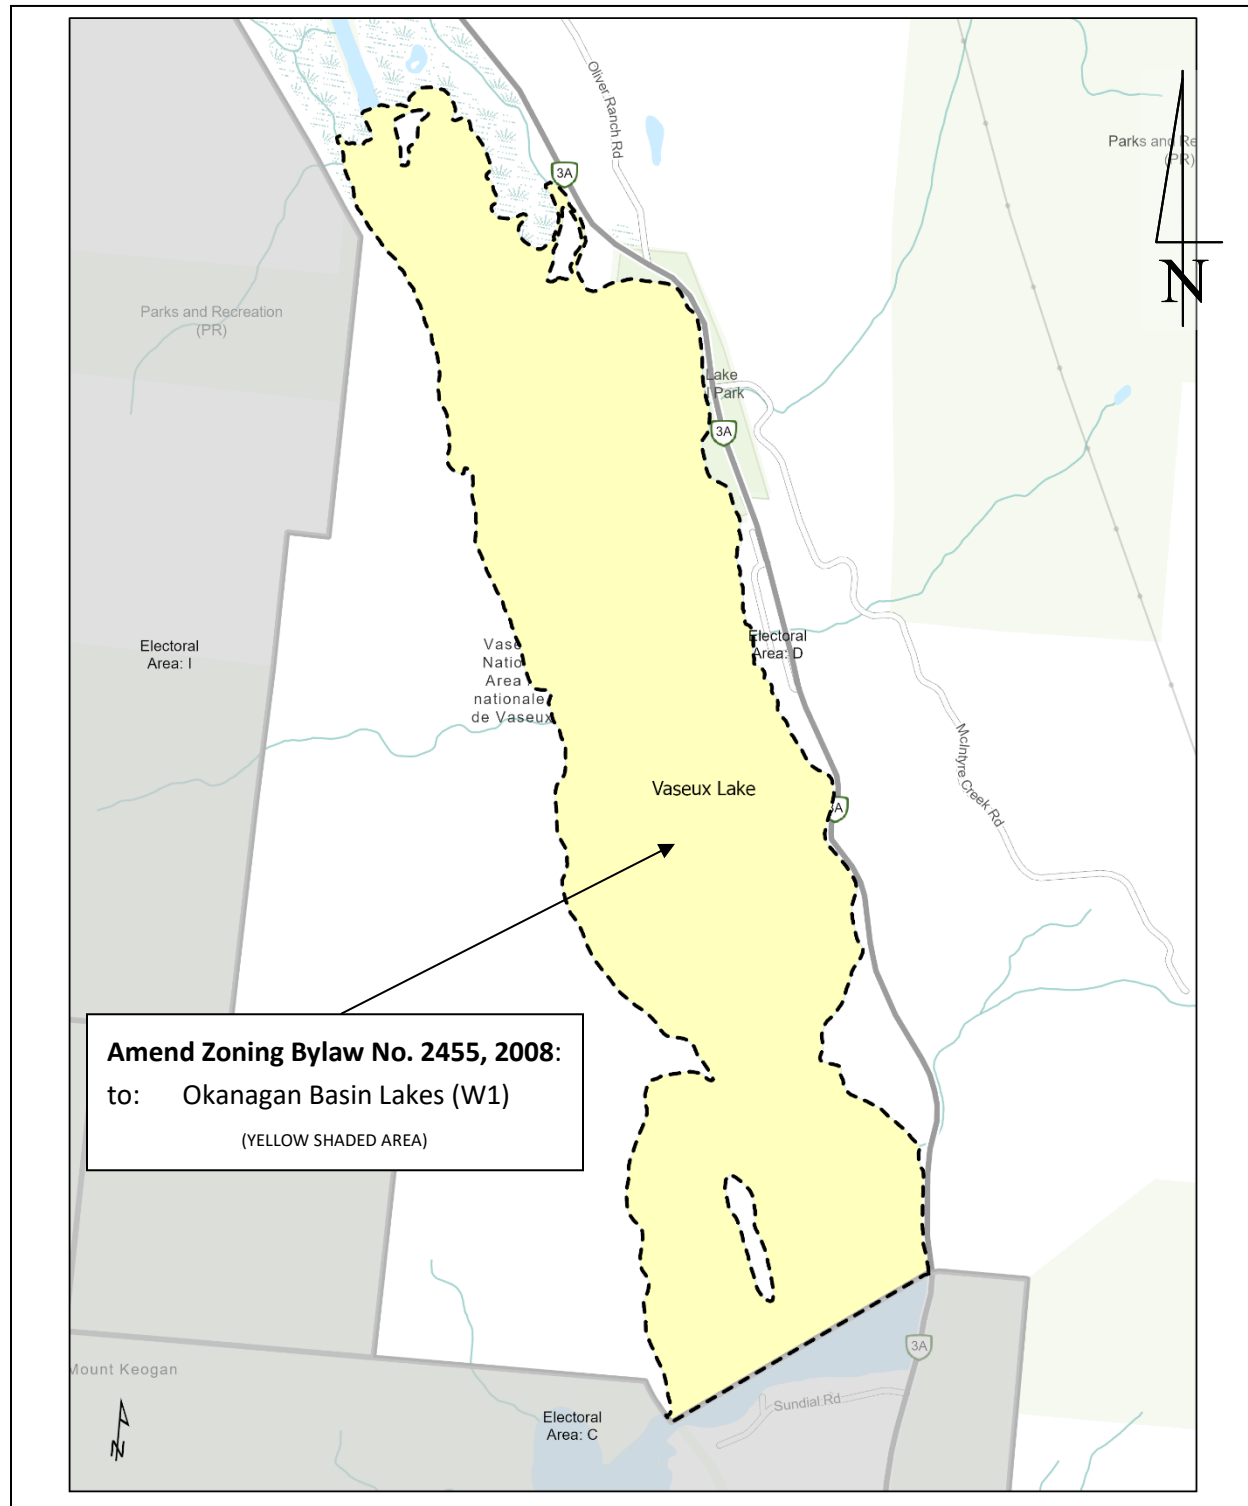 Oliver Ranch Rd
3A
Parks and Re
(PR)
N
Parks and Recreation
(PR)
Lake
Park
3A
Electoral
Area: I
Electoral
Area: D
Vase
Natio
Area
nationale
de Vaseux
McIntyre Creek Rd
Vaseux Lake
3A
Amend Zoning Bylaw No. 2455, 2008:
to: Okanagan Basin Lakes (W1)
(YELLOW SHADED AREA)
3A
Mount Keogan
Sundial Rd
Electoral
Area: C
N